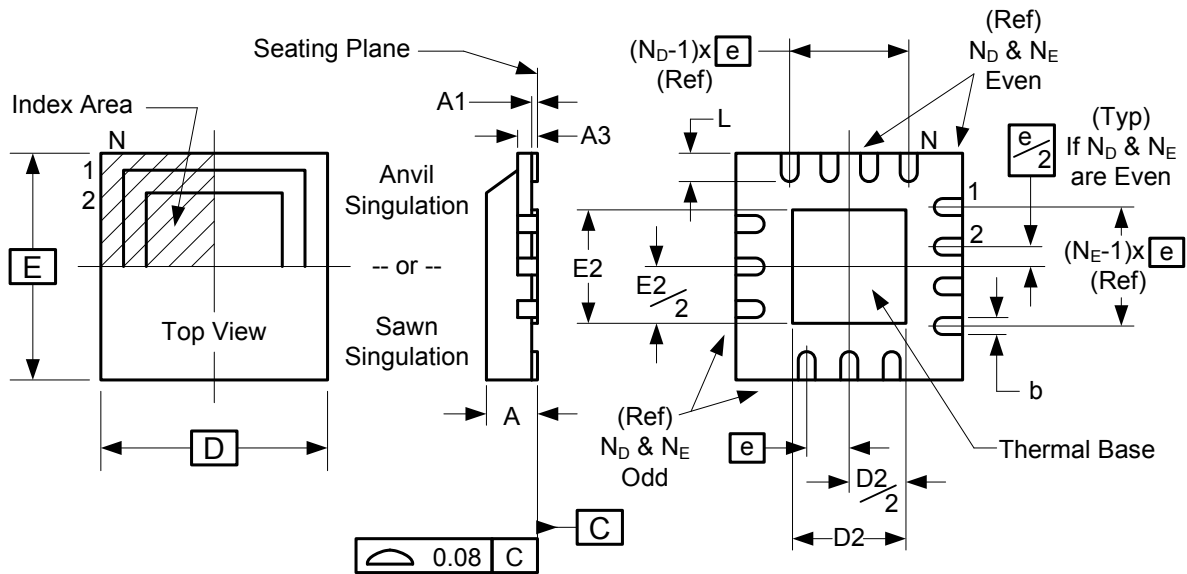 Seating Plane
Index Area
N
1
2
E
Top View
D
A1
A3
Anvil
Singulation
-- or --
Sawn
Singulation
A
0.08 C
C
(N_D-1)x e
(Ref)
L
(Ref)
N_D & N_E
Even
N
e/2
(Typ)
If N_D & N_E
are Even
1
2
(N_E-1)x e
(Ref)
E2
E2/2
b
(Ref)
N_D & N_E
Odd
e
Thermal Base
D2/2
D2